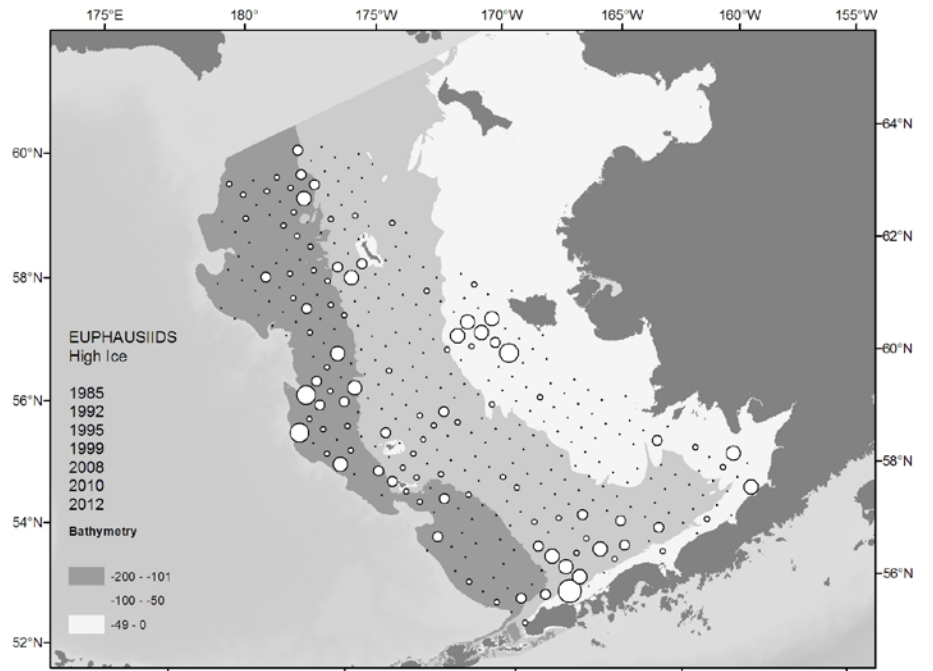 175°E 180° 175°W 170°W 165°W 160°W 155°W
64°N
60°N
62°N
58°N
60°N
EUPHAUSIIDS
High Ice
56°N
1985
1992
1995
1999
2008
58°N
2010
2012
54°N
Bathymetry
-200 - -101
56°N
-100 - -50
-49 - 0
52°N